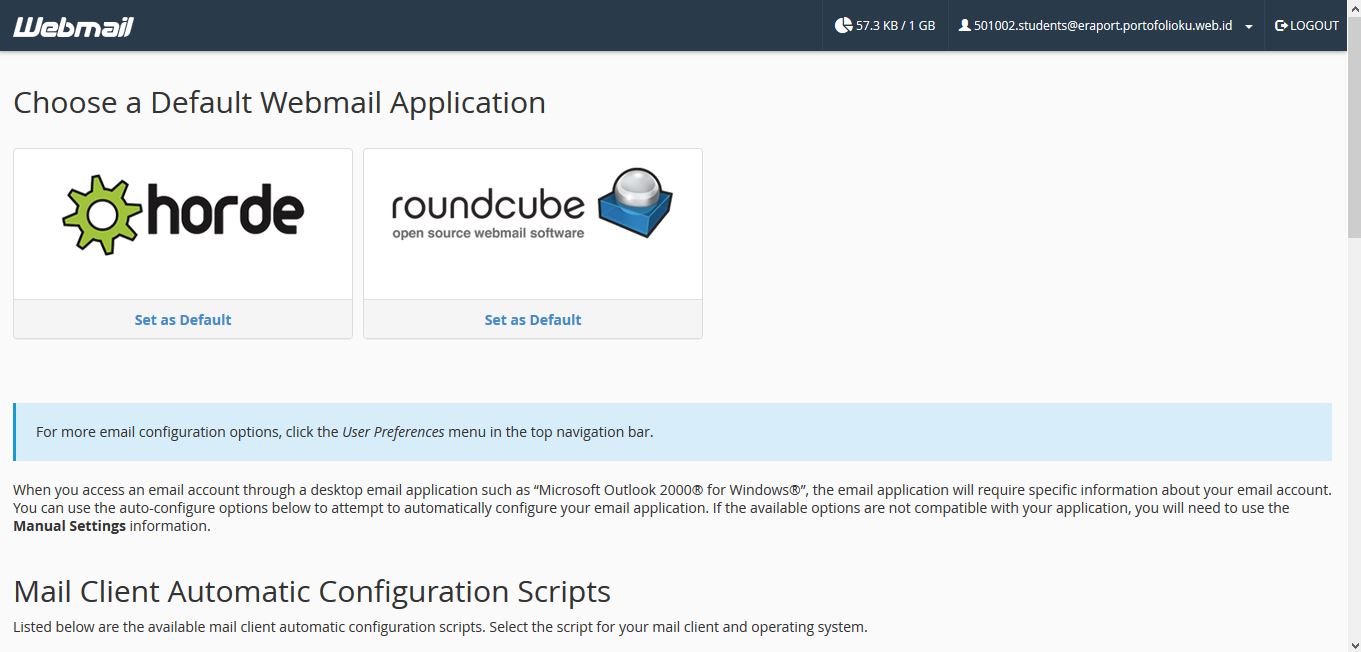 Webmail
57.3 KB / 1 GB
501002.students@eraport.portofolioku.web.id
LOGOUT
Choose a Default Webmail Application
horde
roundcube
open source webmail software
Set as Default
Set as Default
For more email configuration options, click the User Preferences menu in the top navigation bar.
When you access an email account through a desktop email application such as “Microsoft Outlook 2000® for Windows®”, the email application will require specific information about your email account.
You can use the auto-configure options below to attempt to automatically configure your email application. If the available options are not compatible with your application, you will need to use the
Manual Settings information.
Mail Client Automatic Configuration Scripts
Listed below are the available mail client automatic configuration scripts. Select the script for your mail client and operating system.